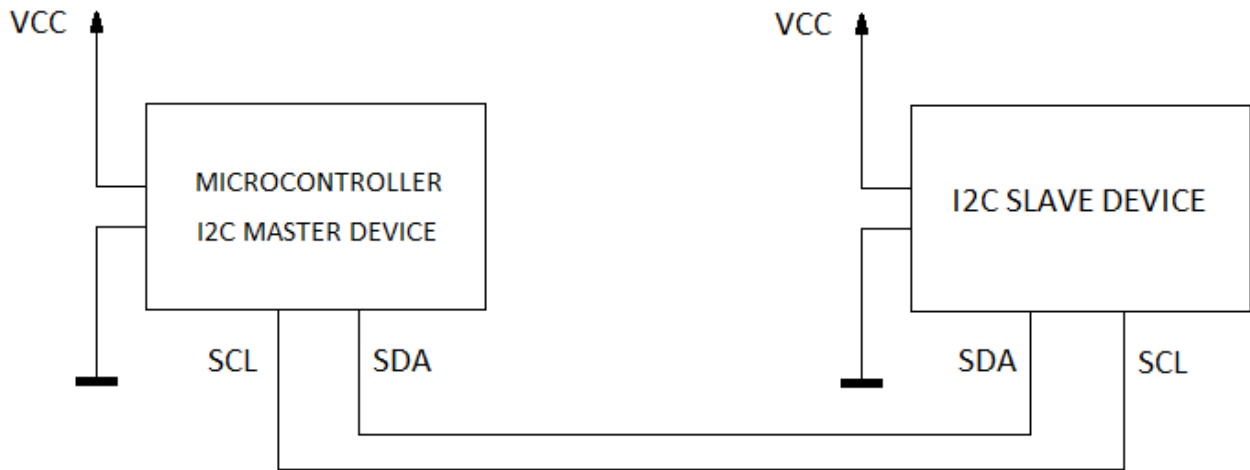 VCC
VCC
MICROCONTROLLER
I2C MASTER DEVICE
I2C SLAVE DEVICE
SCL
SDA
SDA
SCL